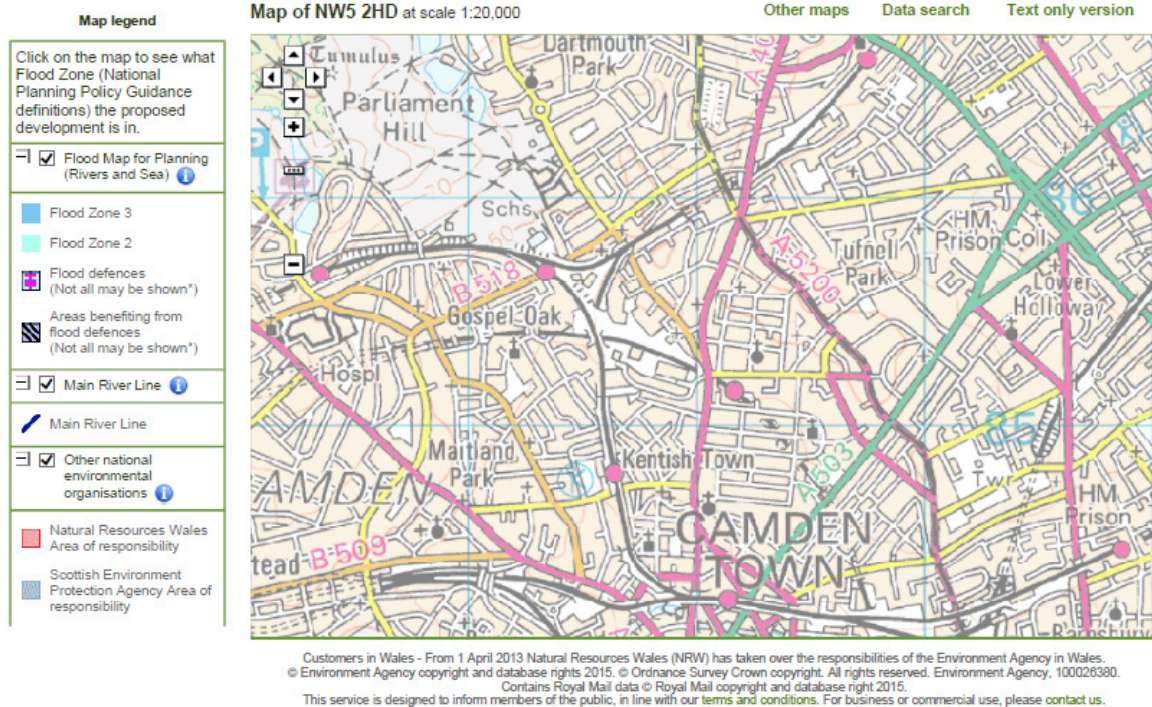 Map legend
Click on the map to see what
Flood Zone (National
Planning Policy Guidance
definitions) the proposed
development is in.
Flood Map for Planning
(Rivers and Sea)
Flood Zone 3
Flood Zone 2
Flood defences
(Not all may be shown*)
Areas benefiting from
flood defences
(Not all may be shown*)
Main River Line
Main River Line
Other national
environmental
organisations
Natural Resources Wales
Area of responsibility
Scottish Environment
Protection Agency Area of
responsibility
Map of NW5 2HD at scale 1:20,000
Other maps
Data search
Text only version
Tumulus
Dartmouth
Park
A 40
Parliament
Hill
P
Schs
86
HM
Prison
Coll
Tufnell
Park
A 5200
Lower
Holloway
B 518
Gospel Oak
Hospl
85
Maitland
Park
Kentish Town
A 503
Twr
HM
Prison
AMDEN
CAMDEN
TOWN
B 509
tead
Barnsbury
Customers in Wales - From 1 April 2013 Natural Resources Wales (NRW) has taken over the responsibilities of the Environment Agency in Wales.
© Environment Agency copyright and database rights 2015. © Ordnance Survey Crown copyright. All rights reserved. Environment Agency, 100026380.
Contains Royal Mail data © Royal Mail copyright and database right 2015.
This service is designed to inform members of the public, in line with our terms and conditions. For business or commercial use, please contact us.